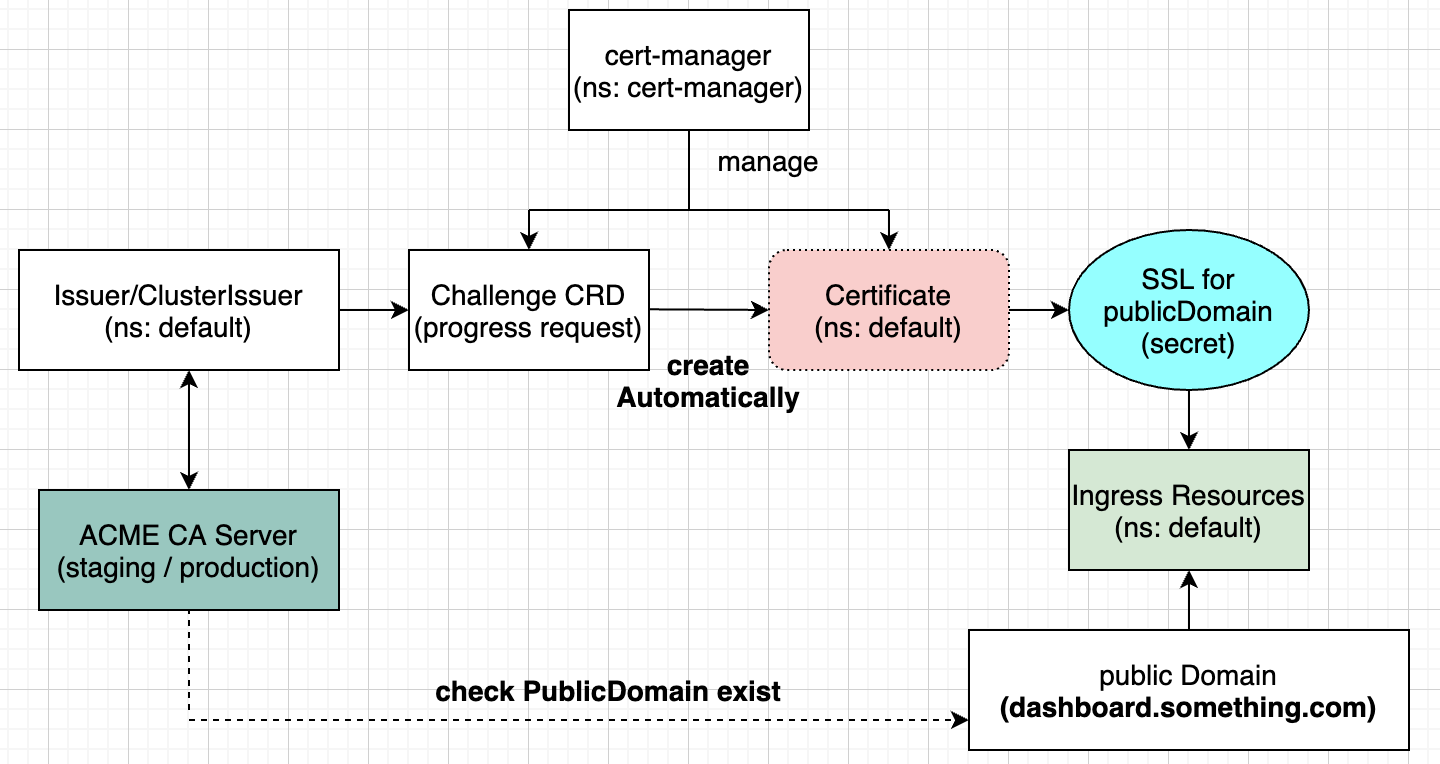 cert-manager
(ns: cert-manager)
manage
Issuer/ClusterIssuer
(ns: default)
Challenge CRD
(progress request)
create
Automatically
Certificate
(ns: default)
SSL for
publicDomain
(secret)
ACME CA Server
(staging / production)
Ingress Resources
(ns: default)
check PublicDomain exist
public Domain
(dashboard.something.com)